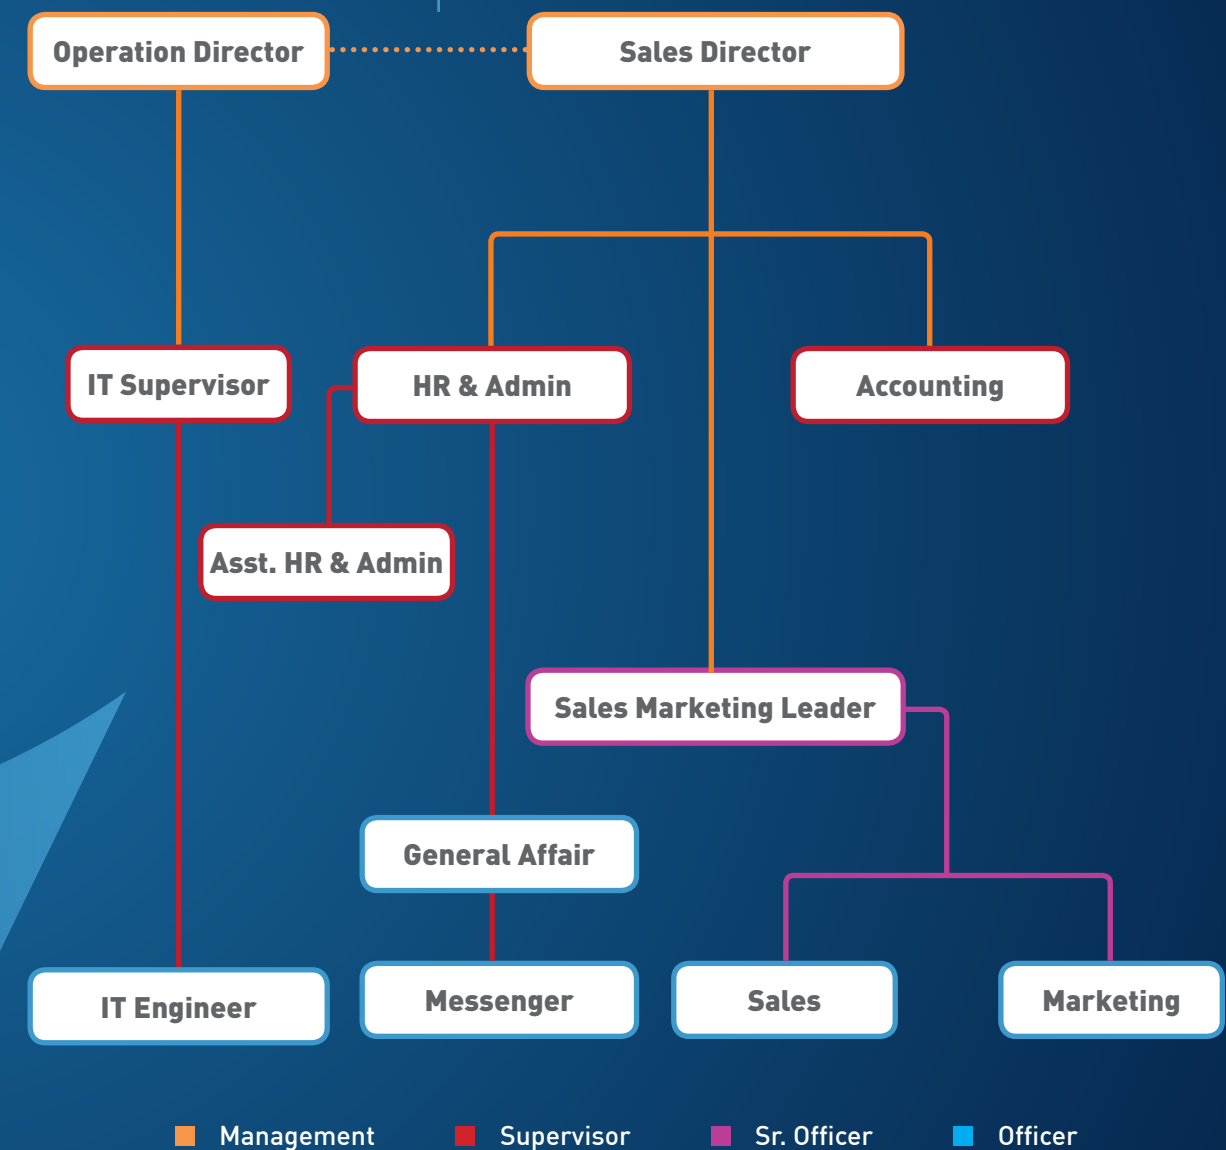 Operation Director
Sales Director
IT Supervisor
HR & Admin
Accounting
Asst. HR & Admin
Sales Marketing Leader
General Affair
IT Engineer
Messenger
Sales
Marketing
Management
Supervisor
Sr. Officer
Officer